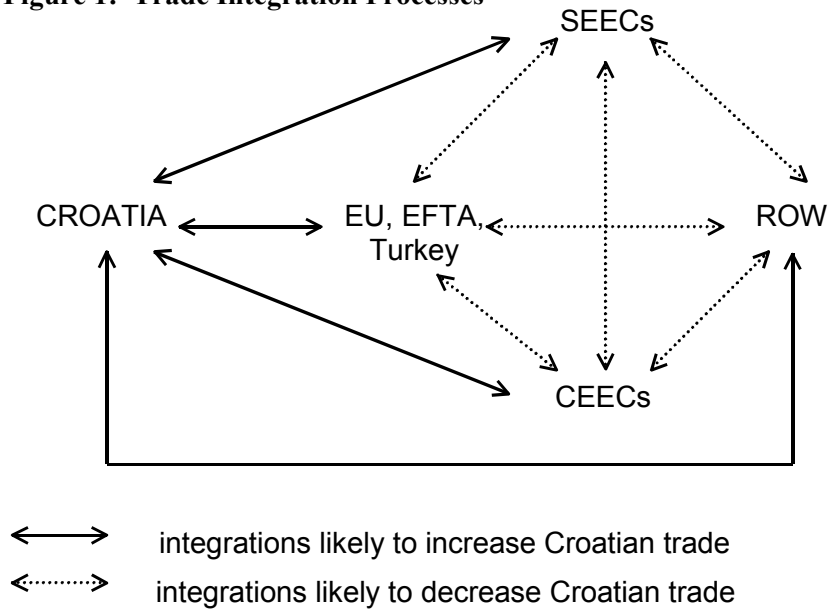 Figure 1. Trade Integration Processes
SEECs
CROATIA
EU, EFTA,
Turkey
ROW
CEECs
integrations likely to increase Croatian trade
integrations likely to decrease Croatian trade